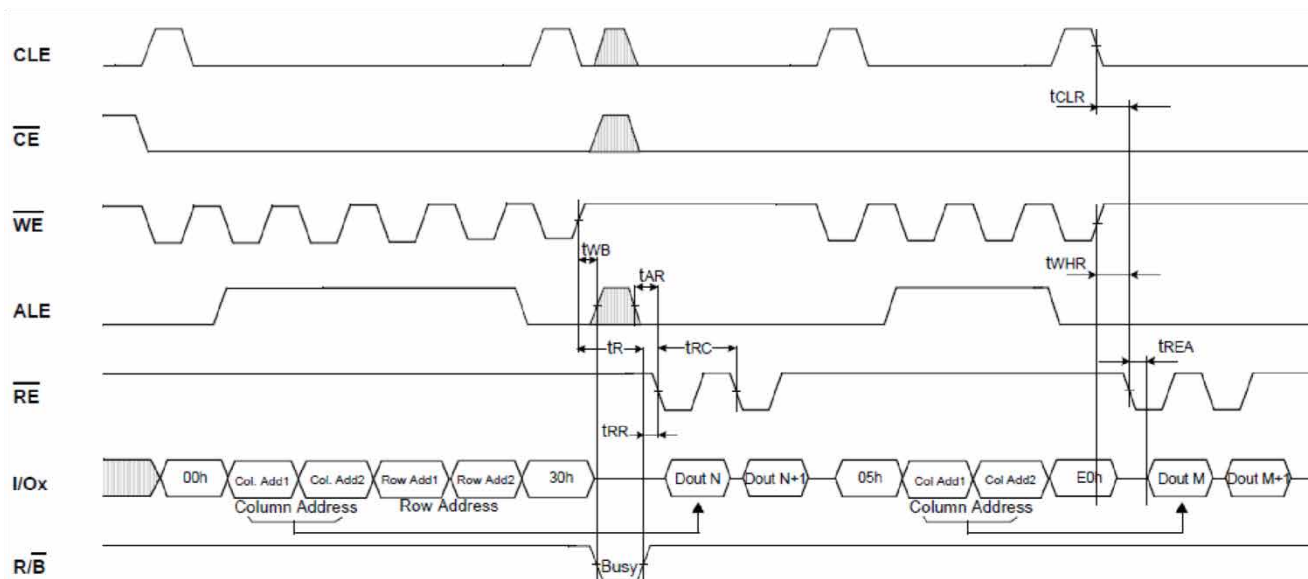 CLE
tCLR
CE
WE
tWB
tWHR
tAR
ALE
tR
tRC
tREA
RE
tRR
I/Ox
00h
Col. Add1
Col. Add2
Row Add1
Row Add2
30h
Dout N
Dout N+1
05h
Col Add1
Col Add2
E0h
Dout M
Dout M+1
Column Address
Row Address
Column Address
R/B
Busy